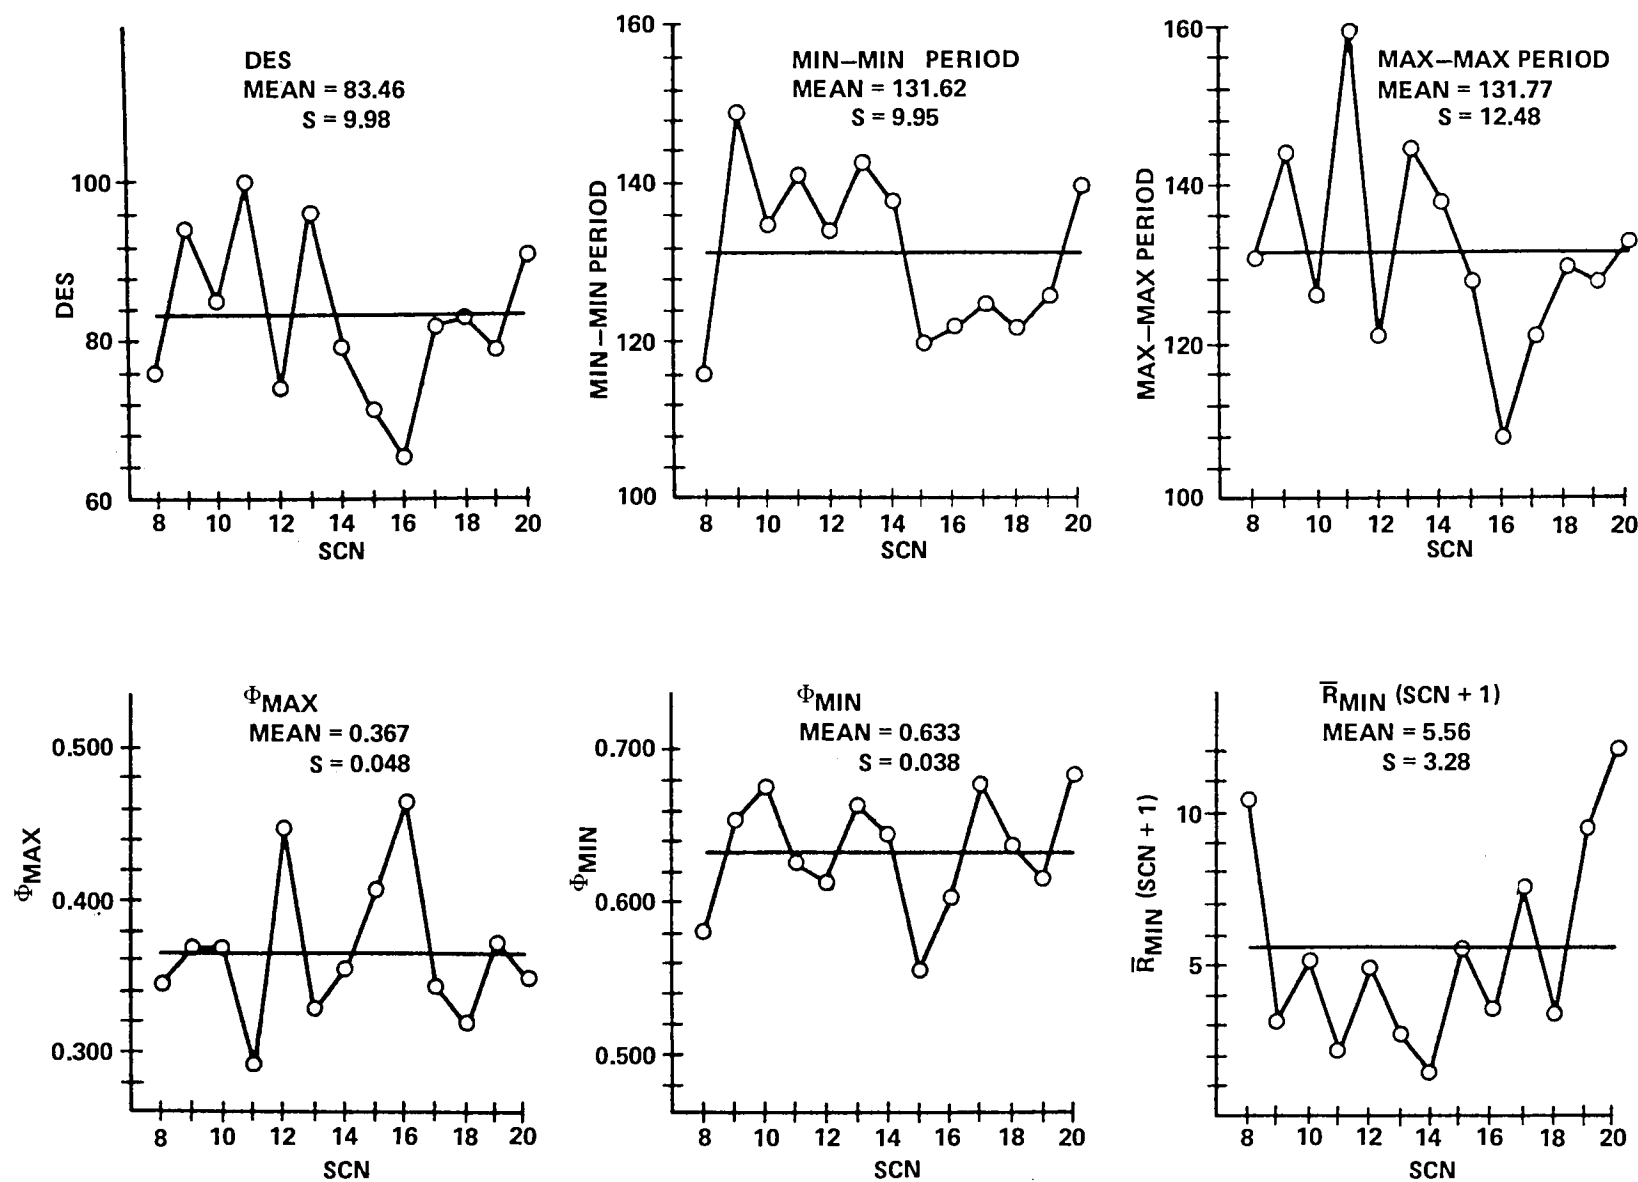 DES
MEAN = 83.46
S = 9.98
100
80
60
DES
8 10 12 14 16 18 20
SCN
MIN–MIN PERIOD
MEAN = 131.62
S = 9.95
160
140
120
100
MIN–MIN PERIOD
8 10 12 14 16 18 20
SCN
MAX–MAX PERIOD
MEAN = 131.77
S = 12.48
160
140
120
100
MAX–MAX PERIOD
8 10 12 14 16 18 20
SCN
ΦMAX
MEAN = 0.367
S = 0.048
0.500
0.400
0.300
ΦMAX
8 10 12 14 16 18 20
SCN
ΦMIN
MEAN = 0.633
S = 0.038
0.700
0.600
0.500
ΦMIN
8 10 12 14 16 18 20
SCN
R̅MIN (SCN + 1)
MEAN = 5.56
S = 3.28
10
5
R̅MIN (SCN + 1)
8 10 12 14 16 18 20
SCN